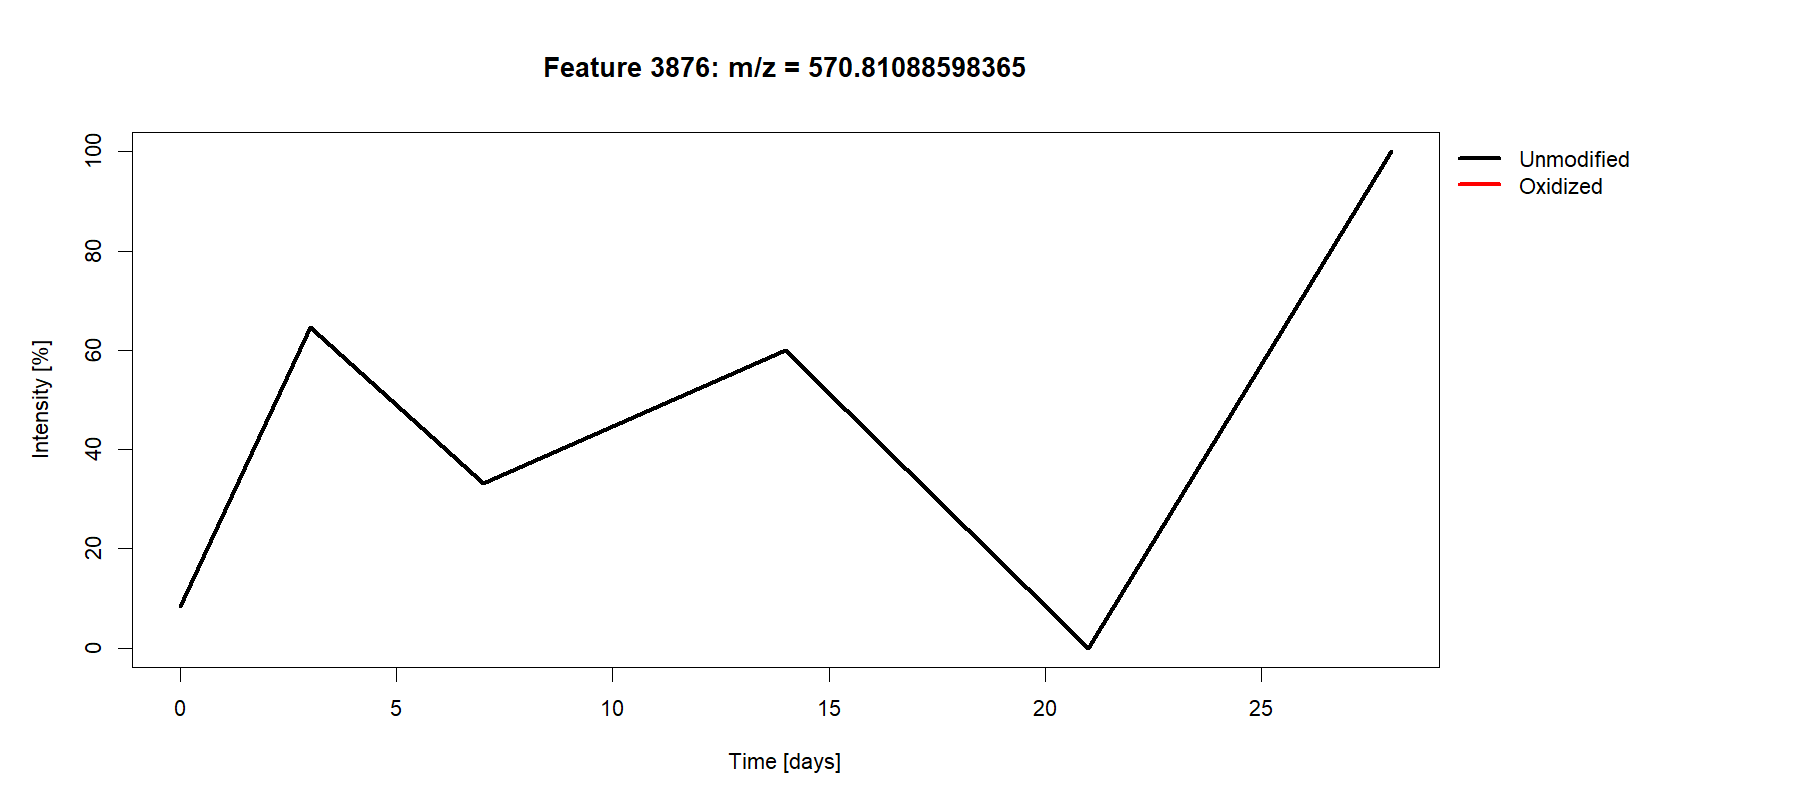 Feature 3876: m/z = 570.81088598365
100
80
60
40
20
0
Intensity [%]
Unmodified
Oxidized
0 5 10 15 20 25
Time [days]